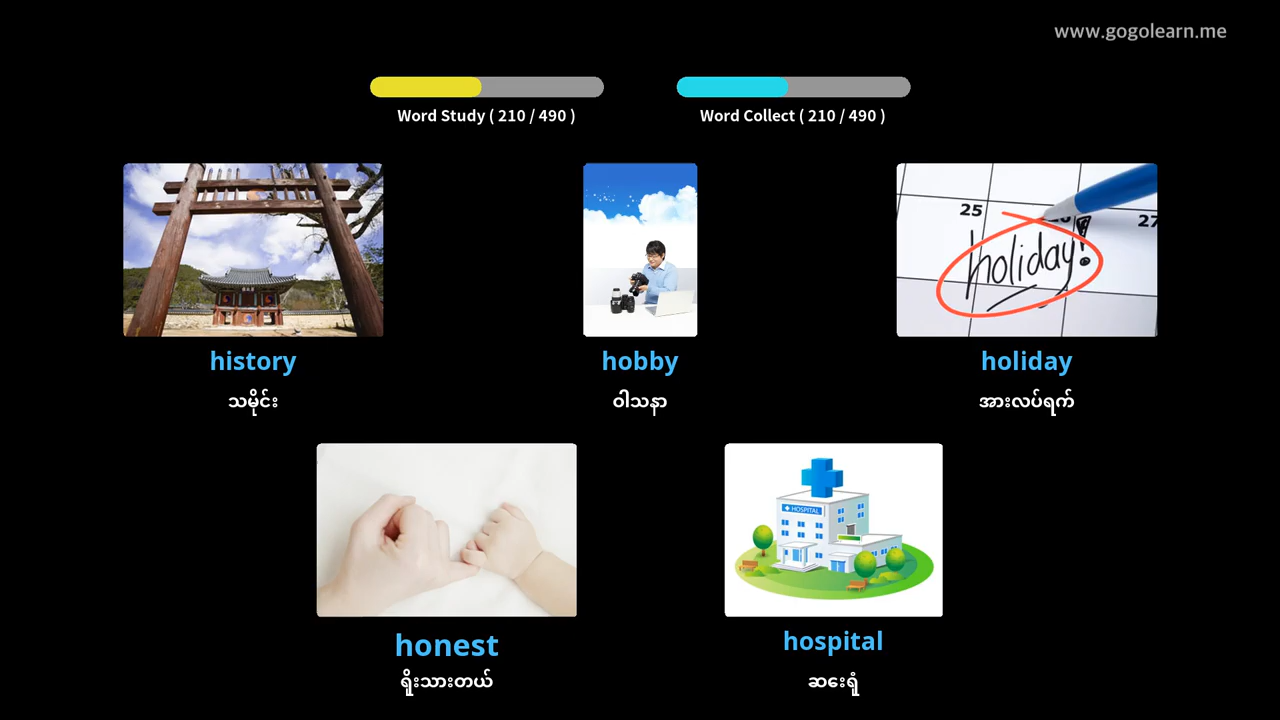 www.gogolearn.me
Word Study ( 210 / 490 )
Word Collect ( 210 / 490 )
25
27
holiday!
HOSPITAL
history
hobby
holiday
သမိုင်း
ဝါသနာ
အားလပ်ရက်
honest
hospital
ရိုးသားတယ်
ဆေးရုံ